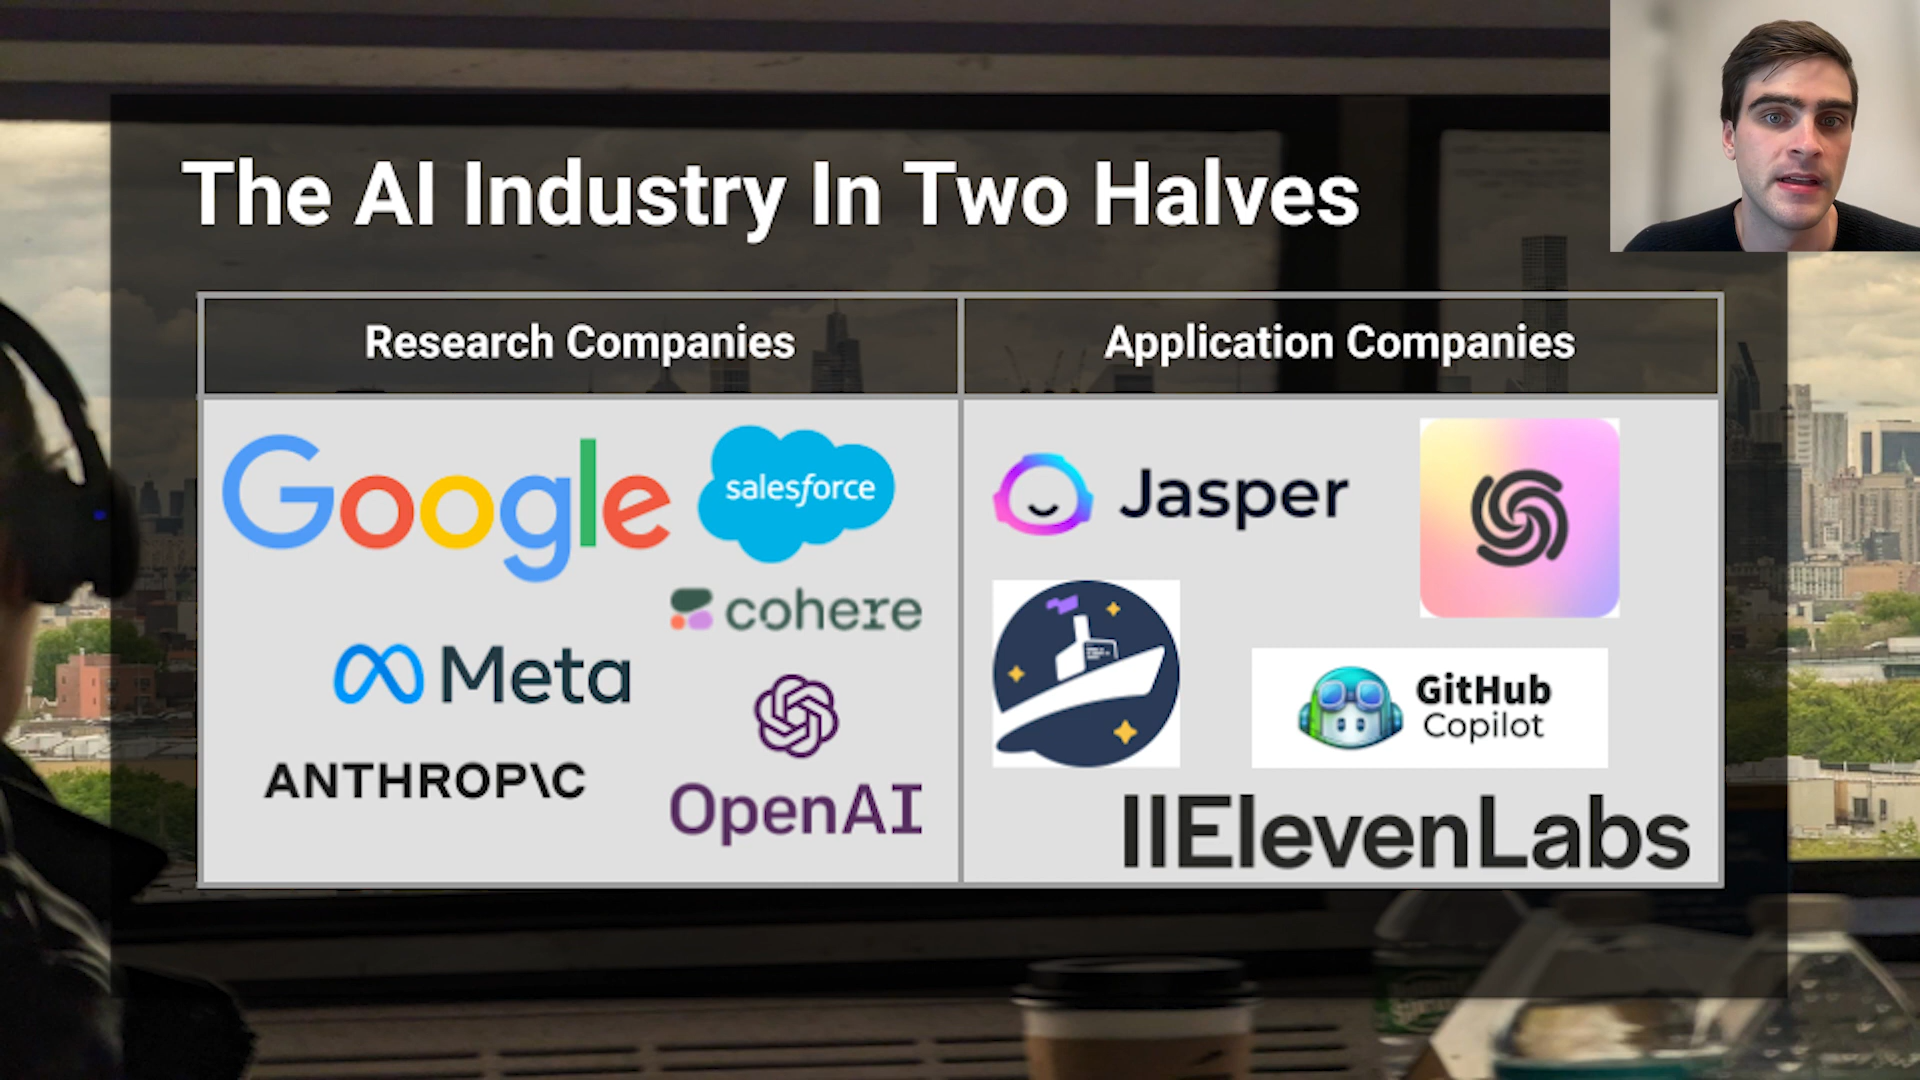 The AI Industry In Two Halves
Research Companies
Application Companies
Google
salesforce
cohere
Meta
OpenAI
ANTHROP\C
Jasper
GitHub
Copilot
IIElevenLabs